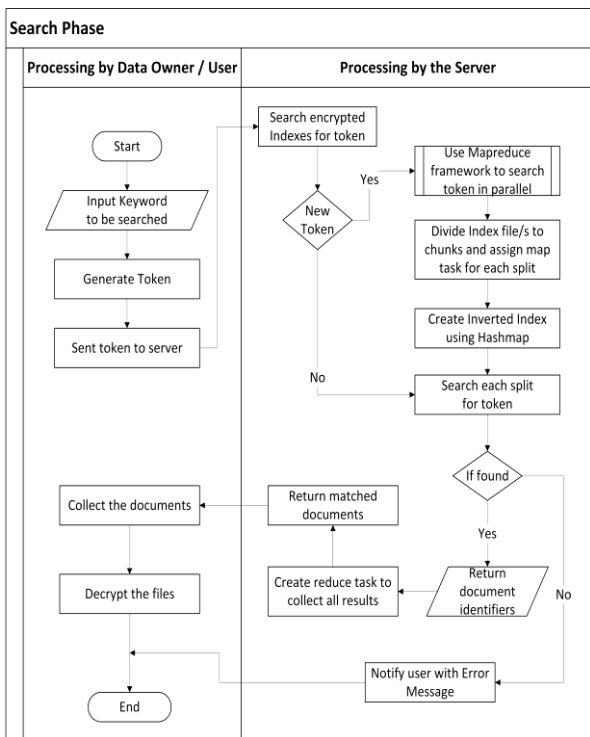 Search Phase
Processing by Data Owner / User
Processing by the Server
Start
Input Keyword
to be searched
Generate Token
Sent token to server
Search encrypted
Indexes for token
New
Token
Yes
No
Use Mapreduce
framework to search
token in parallel
Divide Index file/s to
chunks and assign map
task for each split
Create Inverted Index
using Hashmap
Search each split
for token
If found
Yes
No
Return
document
identifiers
Create reduce task to
collect all results
Return matched
documents
Collect the documents
Decrypt the files
Notify user with Error
Message
End